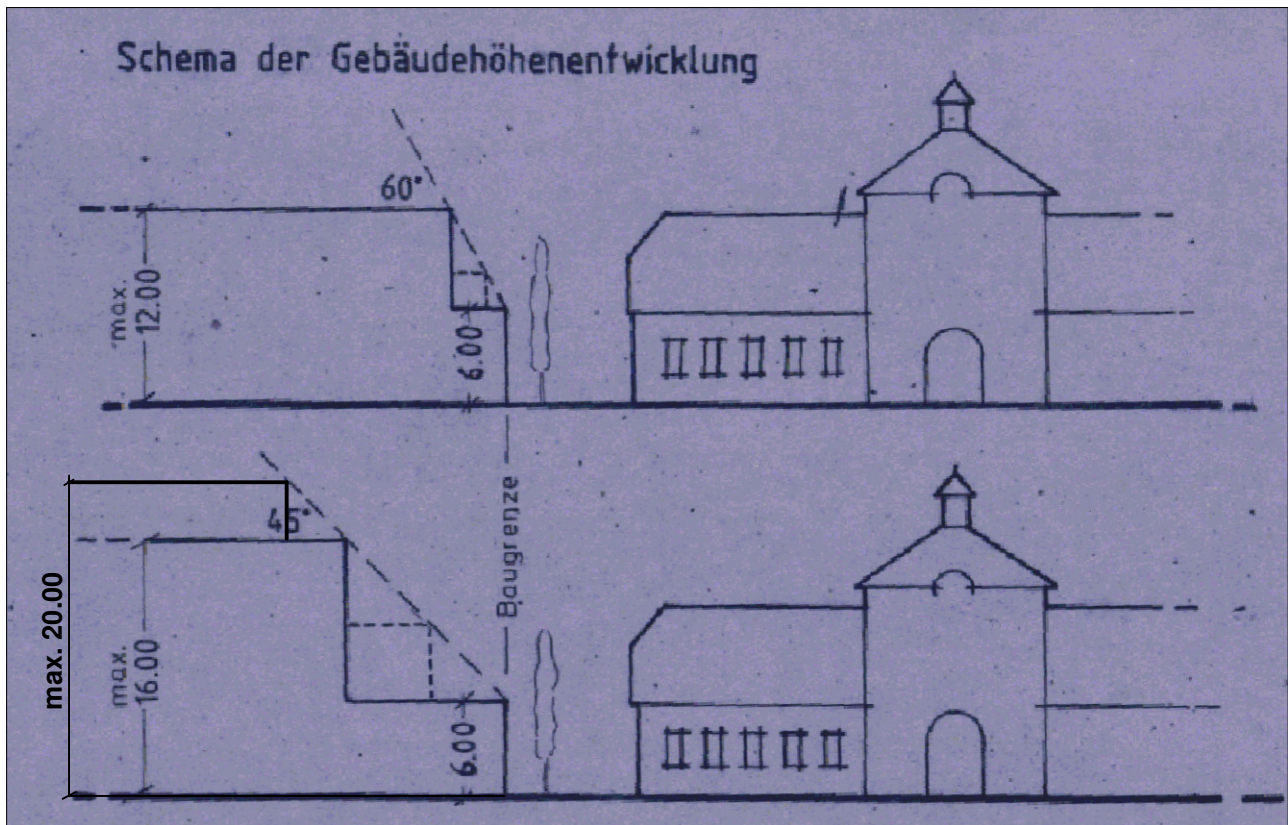 Schema der Gebäudehöhenentwicklung
60°
max.
12.00
6.00
45°
max. 20.00
max.
16.00
6.00
Baugrenze